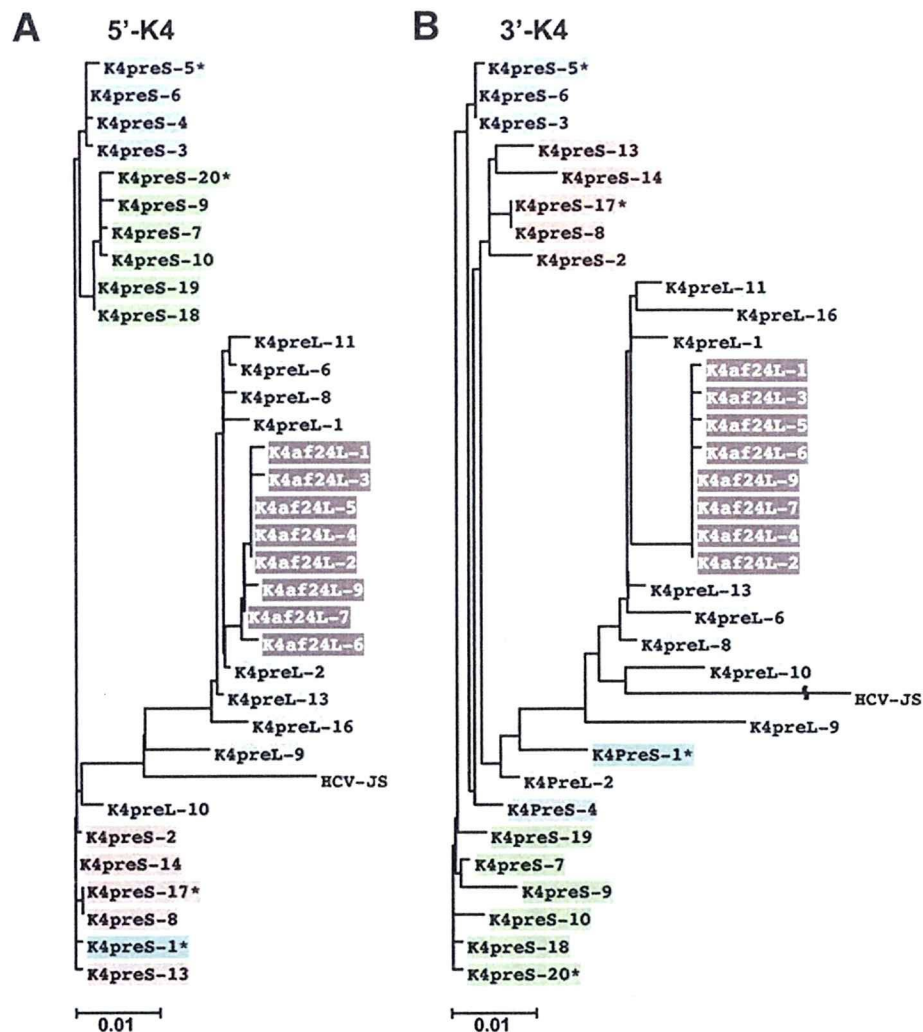 A
5'-K4
K4preS-5*
K4preS-6
K4preS-4
K4preS-3
K4preS-20*
K4preS-9
K4preS-7
K4preS-10
K4preS-19
K4preS-18
K4preL-11
K4preL-6
K4preL-8
K4preL-1
K4af24L-1
K4af24L-3
K4af24L-5
K4af24L-4
K4af24L-2
K4af24L-9
K4af24L-7
K4af24L-6
K4preL-2
K4preL-13
K4preL-16
K4preL-9
HCV-JS
K4preL-10
K4preS-2
K4preS-14
K4preS-17*
K4preS-8
K4preS-1*
K4preS-13
0.01
B
3'-K4
K4preS-5*
K4preS-6
K4preS-3
K4preS-13
K4preS-14
K4preS-17*
K4preS-8
K4preS-2
K4preL-11
K4preL-16
K4preL-1
K4af24L-1
K4af24L-3
K4af24L-5
K4af24L-6
K4af24L-9
K4af24L-7
K4af24L-4
K4af24L-2
K4preL-13
K4preL-6
K4preL-8
K4preL-10
HCV-JS
K4preL-9
K4PreS-1*
K4PreL-2
K4PreS-4
K4preS-19
K4preS-7
K4preS-9
K4preS-10
K4preS-18
K4preS-20*
0.01